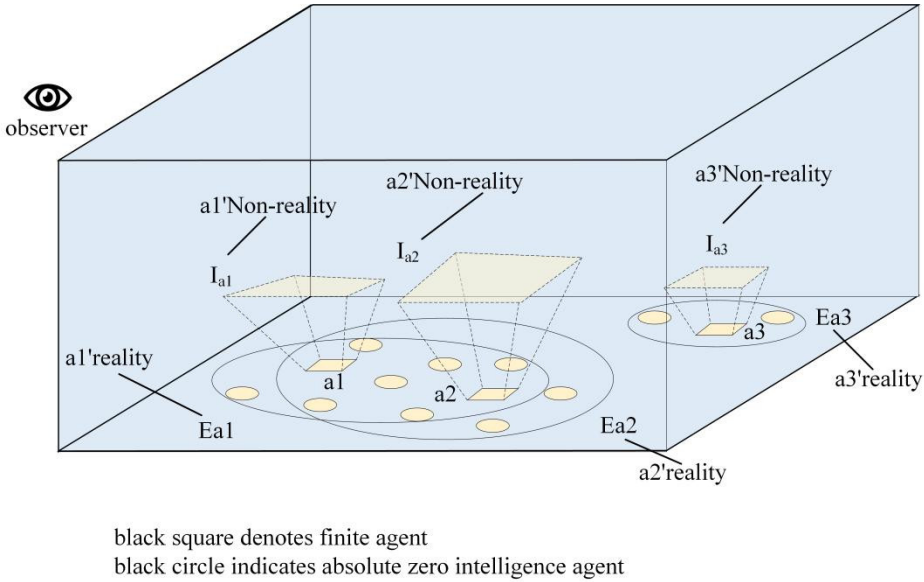 observer
a2'Non-reality
a3'Non-reality
a1'Non-reality
Ia2
Ia3
Ia1
Ea3
a3
a1'reality
a3'reality
a1
a2
Ea1
Ea2
a2'reality
black square denotes finite agent
black circle indicates absolute zero intelligence agent